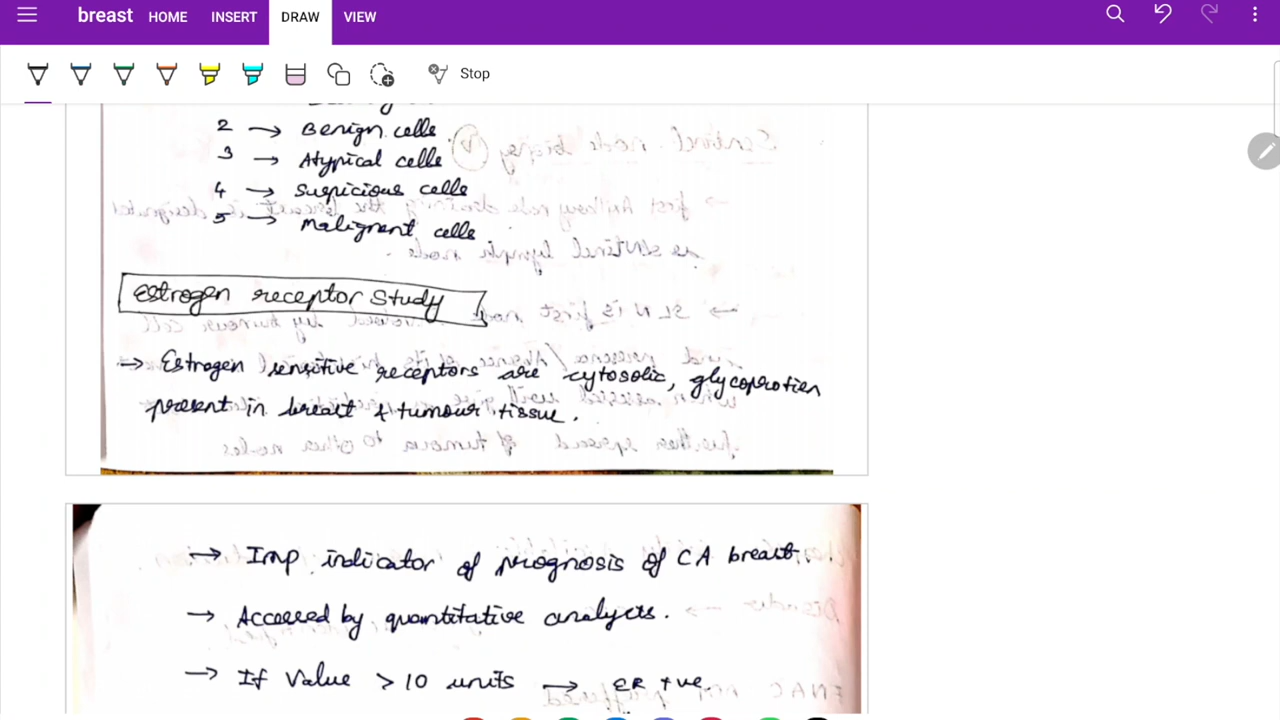 breast HOME INSERT DRAW VIEW
Stop
2 → Benign cells
3 → Atypical cells
4 → Suspicious cells
5 → Malignant cells
Estrogen receptor Study
→ Estrogen sensitive receptors are cytosolic, glycoprotien
present in breast & tumour tissue.
→ Imp indicator of prognosis of CA breast.
→ Accessed by quantitative analysis.
→ If Value > 10 units → ER +ve.